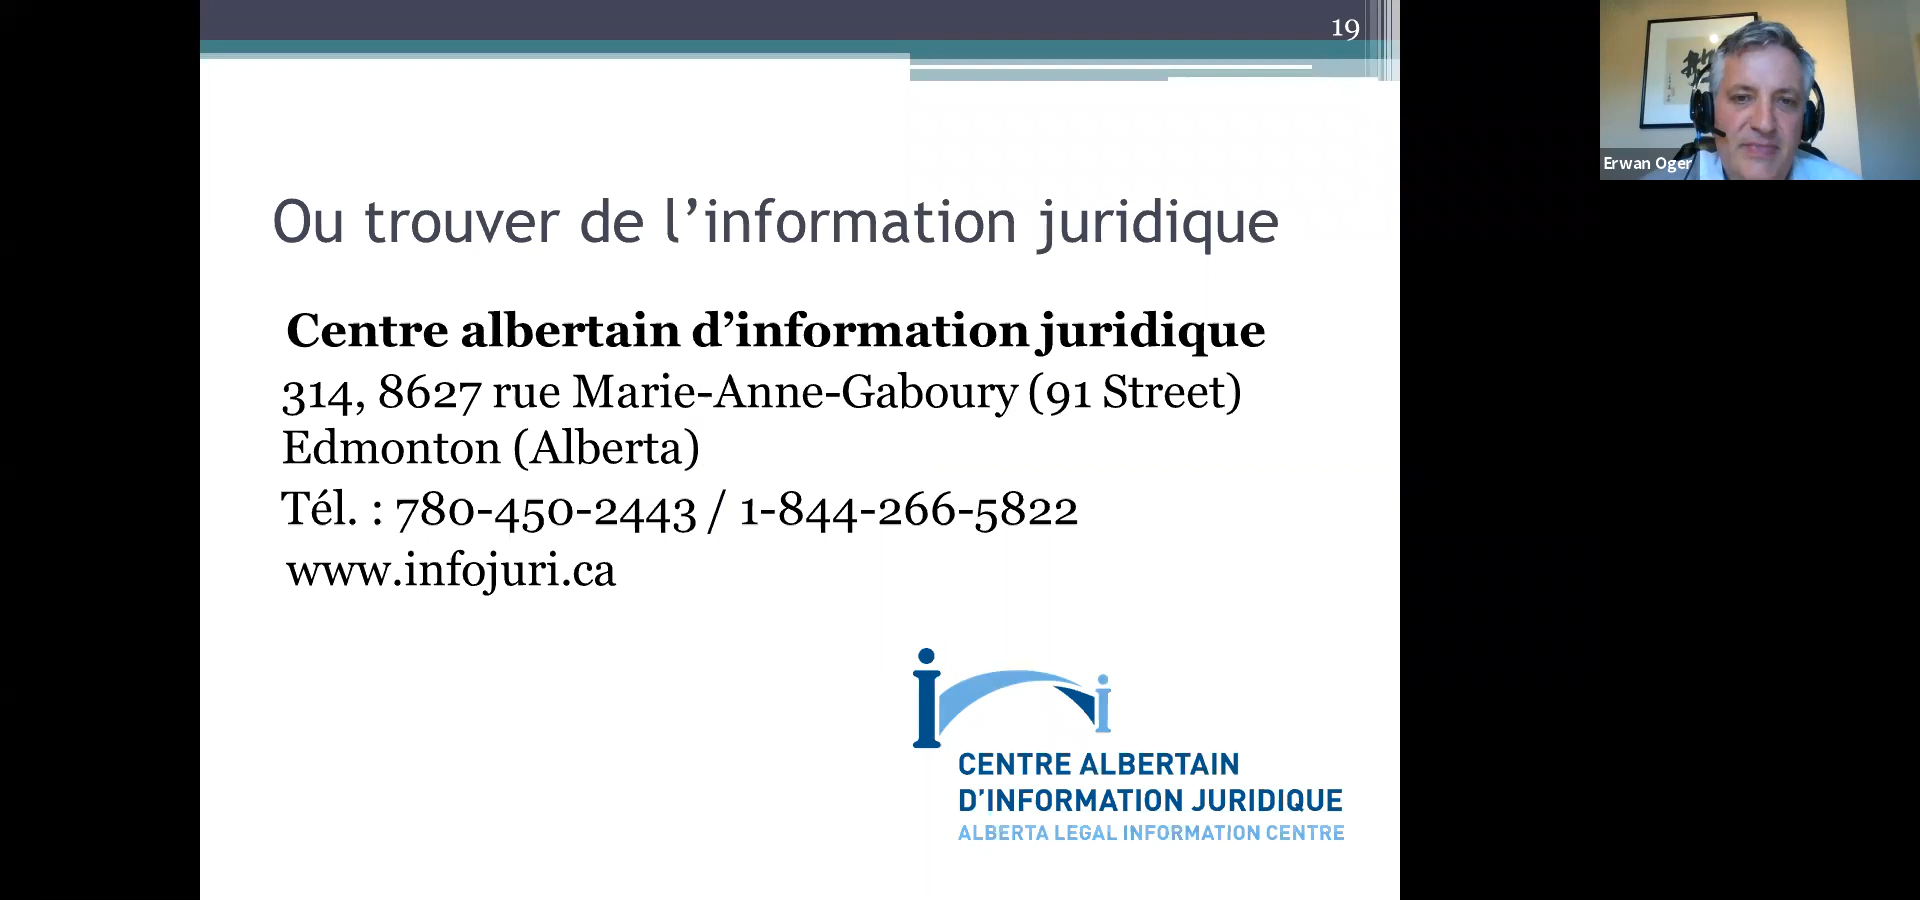 19
Erwan Oger
Ou trouver de l’information juridique
Centre albertain d’information juridique
314, 8627 rue Marie-Anne-Gaboury (91 Street)
Edmonton (Alberta)
Tél. : 780-450-2443 / 1-844-266-5822
www.infojuri.ca
CENTRE ALBERTAIN
D’INFORMATION JURIDIQUE
ALBERTA LEGAL INFORMATION CENTRE